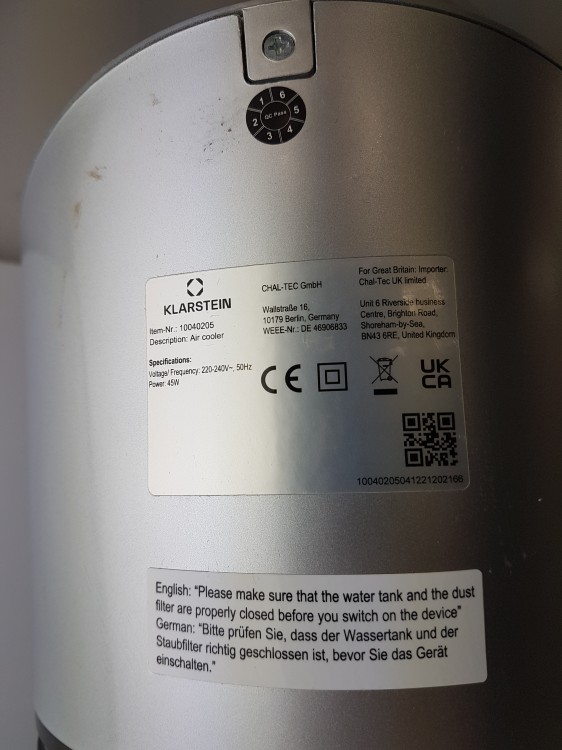 1 6
2 QC Pass 5
3 4
KLARSTEIN
Item-Nr.: 10040205
Description: Air cooler
Specifications:
Voltage/ Frequency: 220-240V~, 50Hz
Power: 45W
CHAL-TEC GmbH
Wallstraße 16,
10179 Berlin, Germany
WEEE-Nr.: DE 46906833
For Great Britain: Importer:
Chal-Tec UK limited
Unit 6 Riverside business
Centre, Brighton Road,
Shoreham-by-Sea,
BN43 6RE, United Kingdom
CE
UK
CA
10040205041221202166
English: “Please make sure that the water tank and the dust
filter are properly closed before you switch on the device”
German: “Bitte prüfen Sie, dass der Wassertank und der
Staubfilter richtig geschlossen ist, bevor Sie das Gerät
einschalten.”